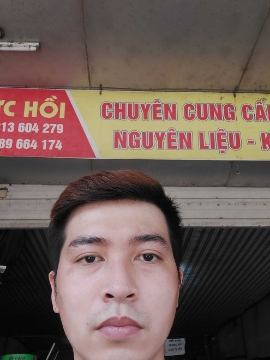 ỨC HỒI
13 604 279
89 664 174
CHUYÊN CUNG CẤ
NGUYÊN LIỆU - K